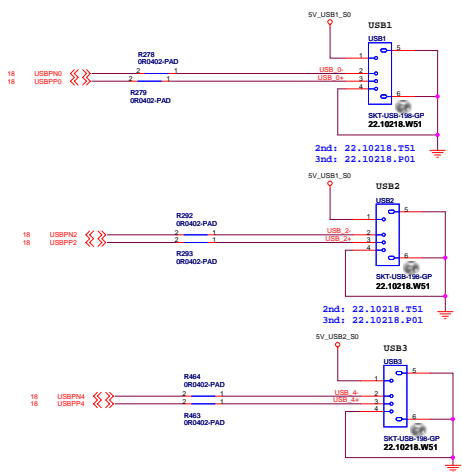 5V_USB1_S0
USB1
USB1
5
R278
0R0402-PAD
1
18 USBPN0 2 1 USB_0- 2
18 USBPP0 2 1 USB_0+ 3
4
R279
0R0402-PAD
6
SKT-USB-198-GP
22.10218.W51
2nd: 22.10218.T51
3nd: 22.10218.P01
5V_USB1_S0
USB2
USB2
5
R292
0R0402-PAD
1
18 USBPN2 2 1 USB_2- 2
18 USBPP2 2 1 USB_2+ 3
4
R293
0R0402-PAD
6
SKT-USB-198-GP
22.10218.W51
2nd: 22.10218.T51
3nd: 22.10218.P01
5V_USB2_S0
USB3
USB3
5
R464
0R0402-PAD
1
18 USBPN4 2 1 USB_4- 2
18 USBPP4 2 1 USB_4+ 3
4
R463
0R0402-PAD
6
SKT-USB-198-GP
22.10218.W51